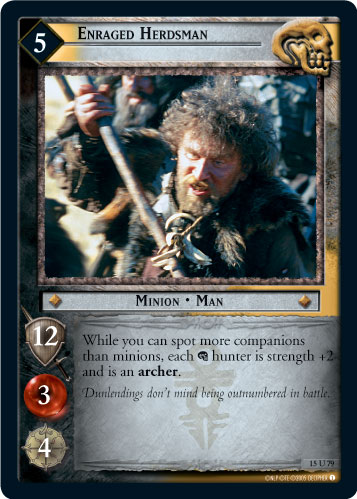 5
Enraged Herdsman
Minion • Man
12
While you can spot more companions
than minions, each hunter is strength +2
and is an archer.
3
Dunlendings don't mind being outnumbered in battle.
4
15 U 79